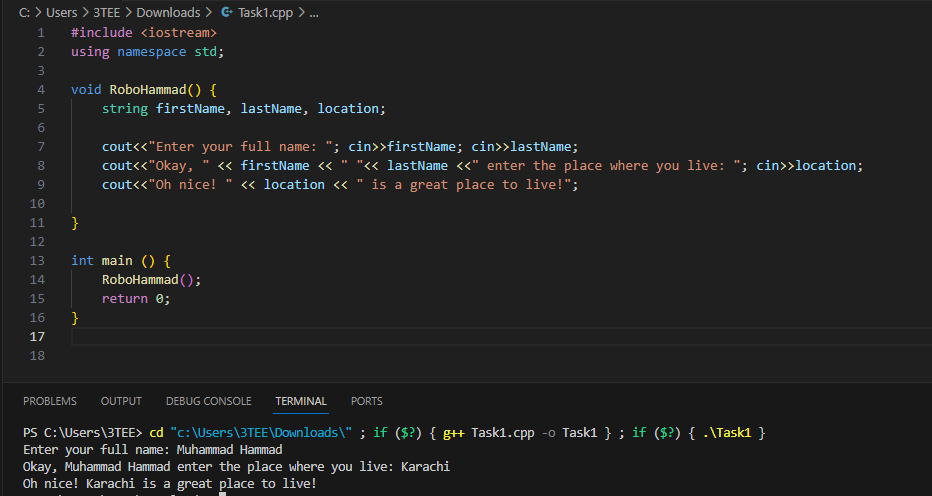 C: > Users > 3TEE > Downloads > Task1.cpp > ...
1 #include <iostream>
2 using namespace std;
3
4 void RoboHammad() {
5     string firstName, lastName, location;
6
7     cout<<"Enter your full name: "; cin>>firstName; cin>>lastName;
8     cout<<"Okay, " << firstName << " "<< lastName <<" enter the place where you live: "; cin>>location;
9     cout<<"Oh nice! " << location << " is a great place to live!";
10
11 }
12
13 int main () {
14     RoboHammad();
15     return 0;
16 }
17
18
PROBLEMS OUTPUT DEBUG CONSOLE TERMINAL PORTS
PS C:\Users\3TEE> cd "c:\Users\3TEE\Downloads\" ; if ($?) { g++ Task1.cpp -o Task1 } ; if ($?) { .\Task1 }
Enter your full name: Muhammad Hammad
Okay, Muhammad Hammad enter the place where you live: Karachi
Oh nice! Karachi is a great place to live!